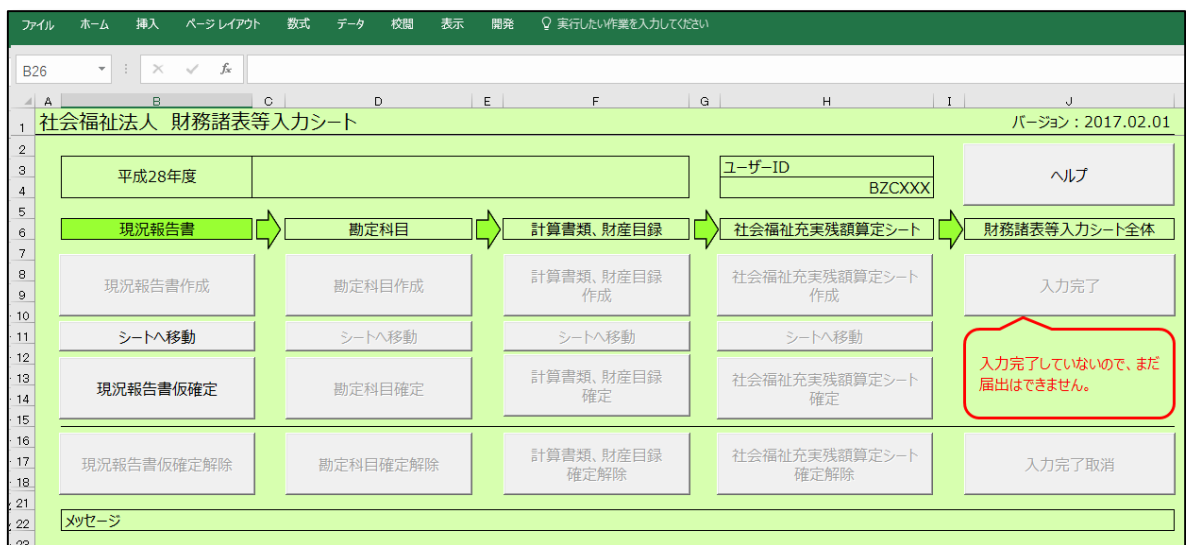 ファイル ホーム 挿入 ページ レイアウト 数式 データ 校閲 表示 開発 実行したい作業を入力してください
B26 fx
A B C D E F G H I J
1 社会福祉法人 財務諸表等入力シート バージョン：2017.02.01
2
3 平成28年度 ユーザーID ヘルプ
4 BZCXXX
5
6 現況報告書 勘定科目 計算書類、財産目録 社会福祉充実残額算定シート 財務諸表等入力シート全体
7
8 現況報告書作成 勘定科目作成 計算書類、財産目録 社会福祉充実残額算定シート 入力完了
9 作成 作成
10
11 シートへ移動 シートへ移動 シートへ移動 シートへ移動
12 入力完了していないので、まだ
13 現況報告書仮確定 勘定科目確定 計算書類、財産目録 社会福祉充実残額算定シート 届出はできません。
14 確定 確定
15
16
17 現況報告書仮確定解除 勘定科目確定解除 計算書類、財産目録 社会福祉充実残額算定シート 入力完了取消
18 確定解除 確定解除
21
22 メッセージ
23